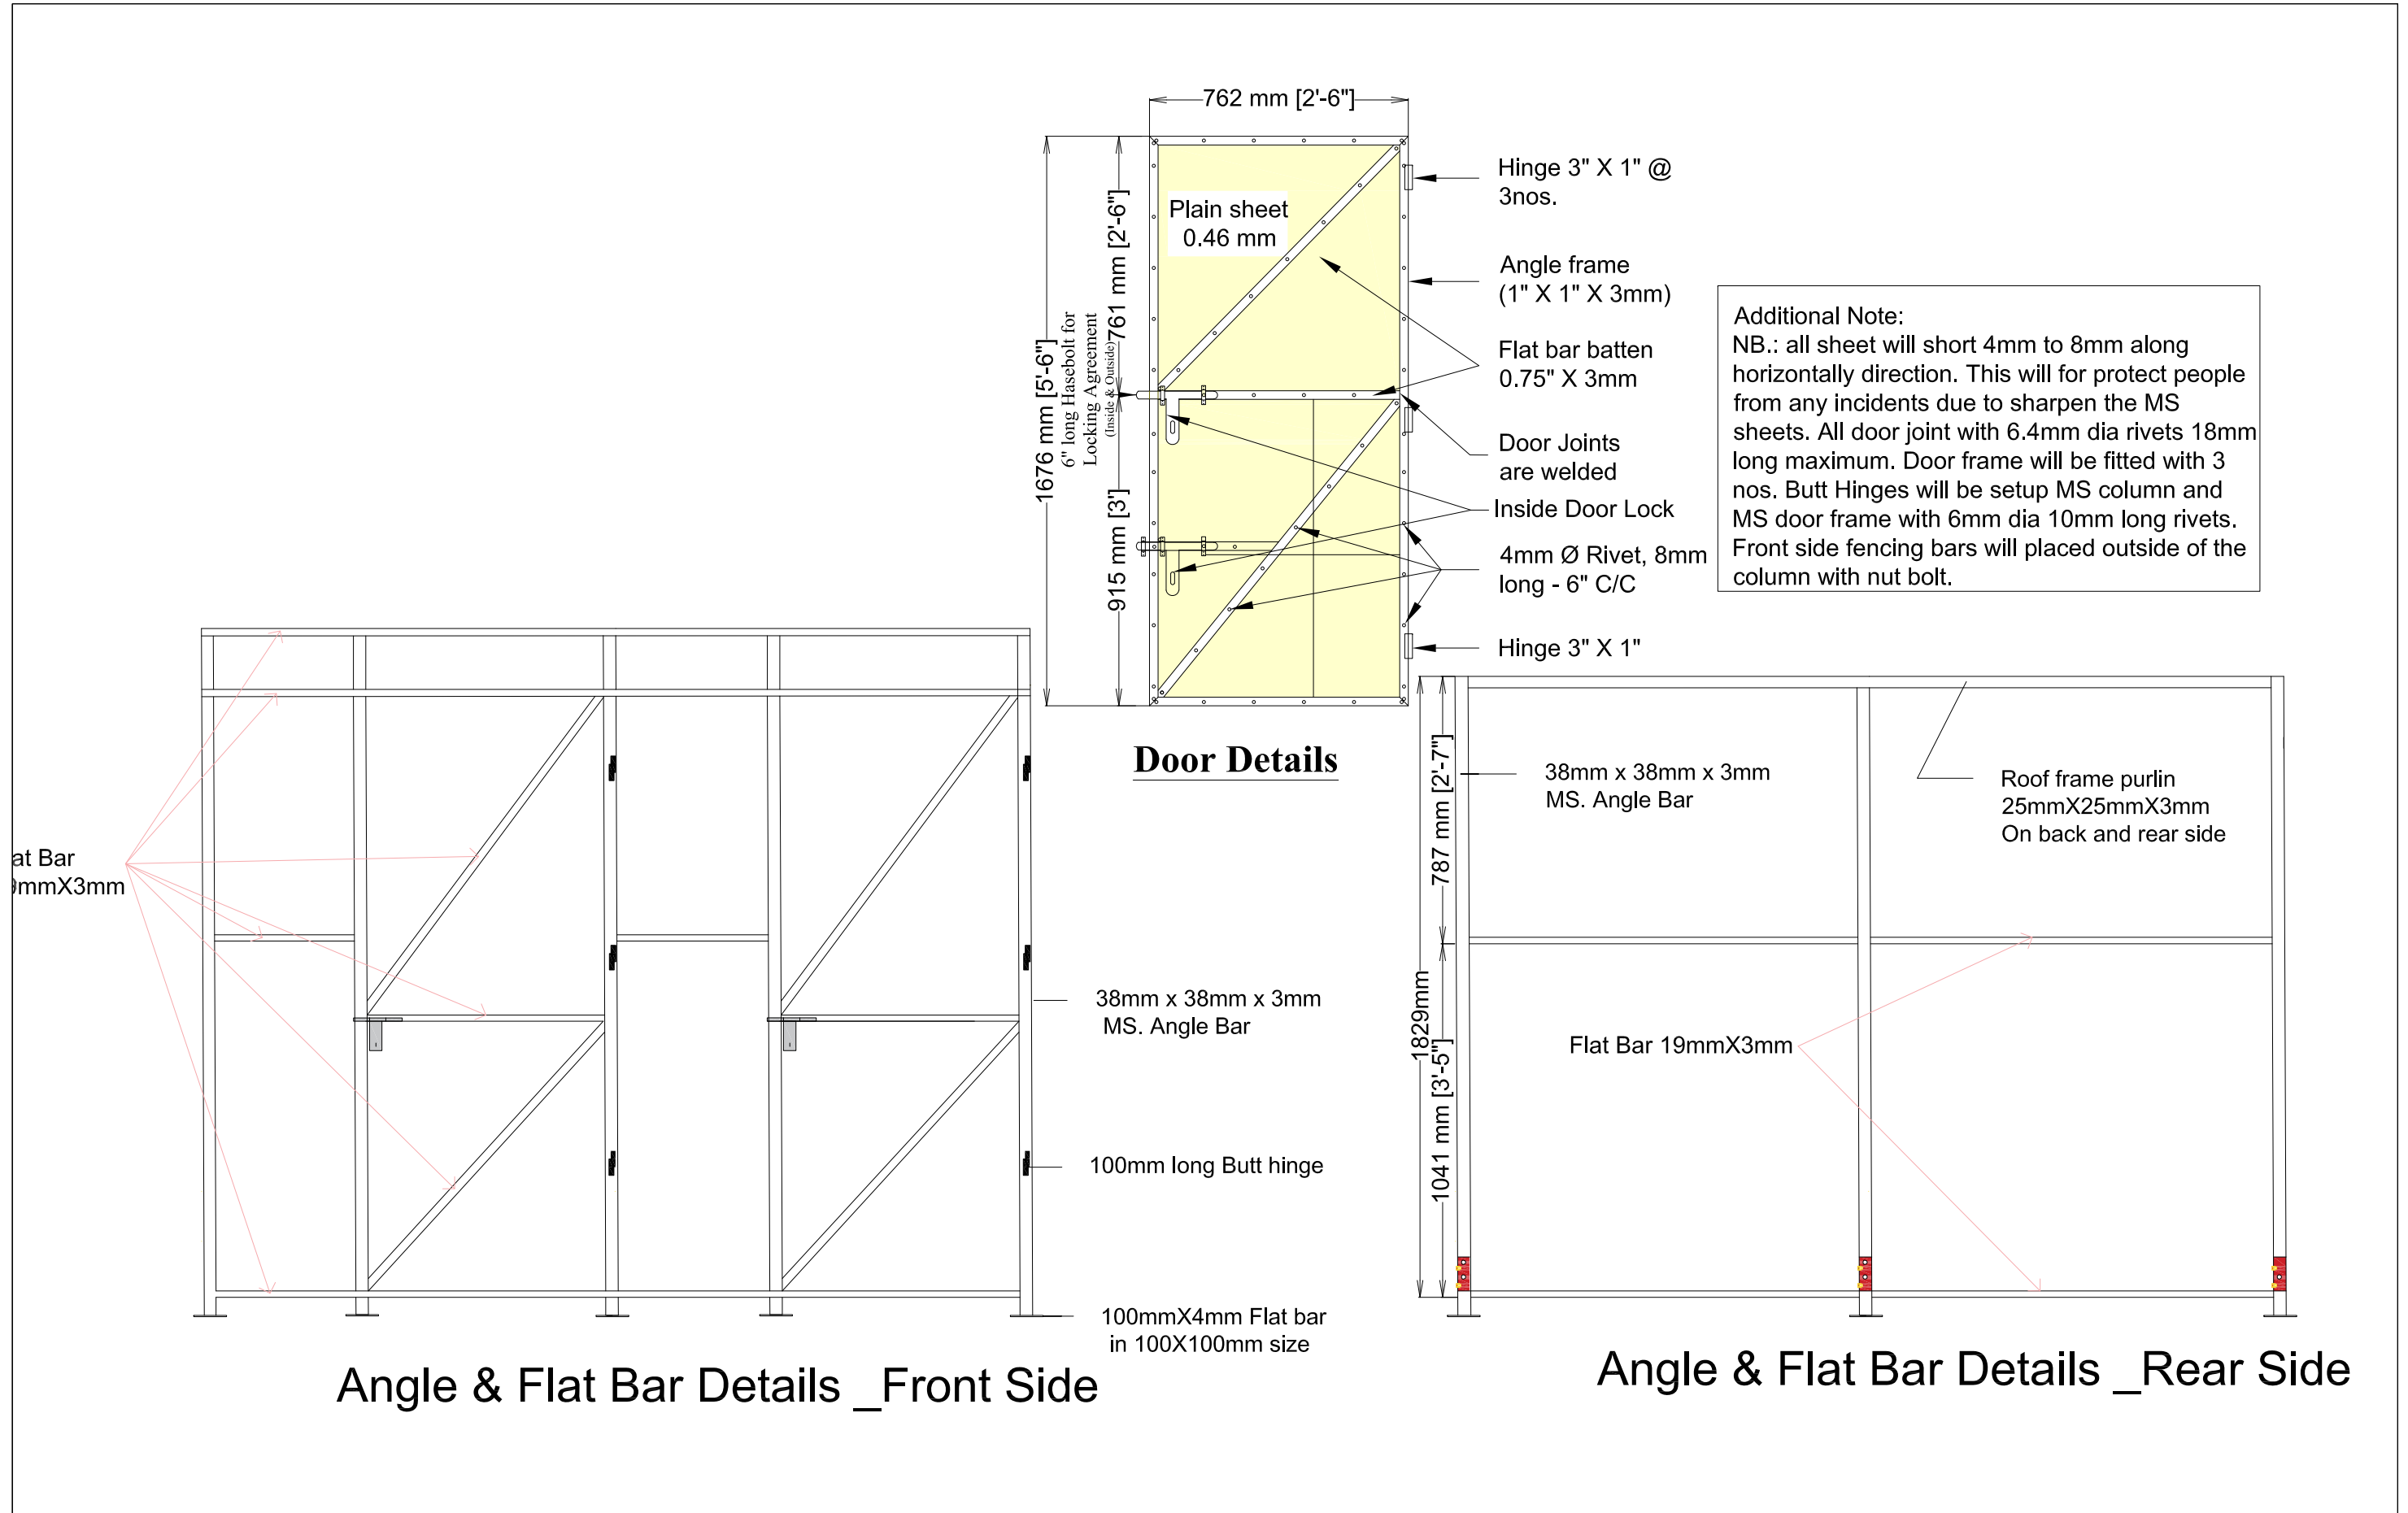 762 mm [2'-6"]
1676 mm [5'-6"]
6" long Hasebolt for
Locking Agreement
(Inside & Outside)
761 mm [2'-6"]
915 mm [3']
Plain sheet
0.46 mm
Hinge 3" X 1" @
3nos.
Angle frame
(1" X 1" X 3mm)
Flat bar batten
0.75" X 3mm
Door Joints
are welded
Inside Door Lock
4mm Ø Rivet, 8mm
long - 6" C/C
Hinge 3" X 1"
Door Details
Additional Note:
NB.: all sheet will short 4mm to 8mm along
horizontally direction. This will for protect people
from any incidents due to sharpen the MS
sheets. All door joint with 6.4mm dia rivets 18mm
long maximum. Door frame will be fitted with 3
nos. Butt Hinges will be setup MS column and
MS door frame with 6mm dia 10mm long rivets.
Front side fencing bars will placed outside of the
column with nut bolt.
at Bar
mmX3mm
38mm x 38mm x 3mm
MS. Angle Bar
100mm long Butt hinge
100mmX4mm Flat bar
in 100X100mm size
Angle & Flat Bar Details _Front Side
1829mm
787 mm [2'-7"]
1041 mm [3'-5"]
38mm x 38mm x 3mm
MS. Angle Bar
Roof frame purlin
25mmX25mmX3mm
On back and rear side
Flat Bar 19mmX3mm
Angle & Flat Bar Details _Rear Side